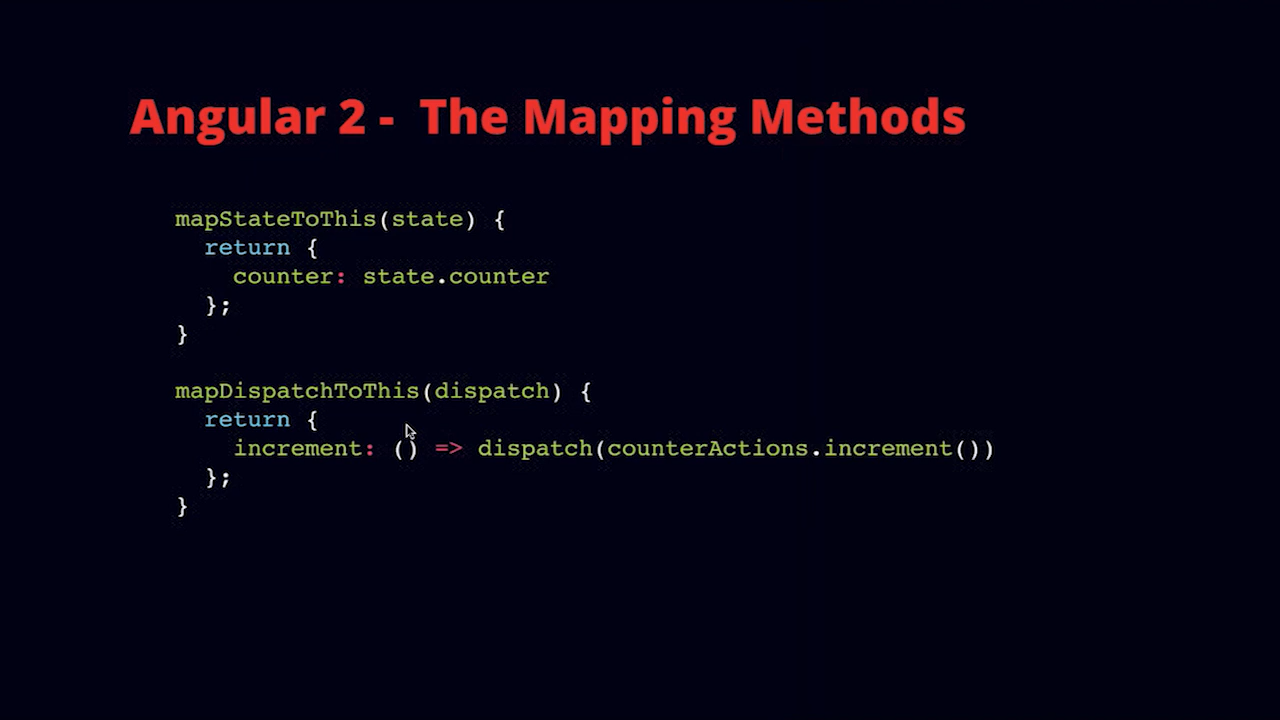 Angular 2 - The Mapping Methods
mapStateToThis(state) {
  return {
    counter: state.counter
  };
}
mapDispatchToThis(dispatch) {
  return {
    increment: () => dispatch(counterActions.increment())
  };
}